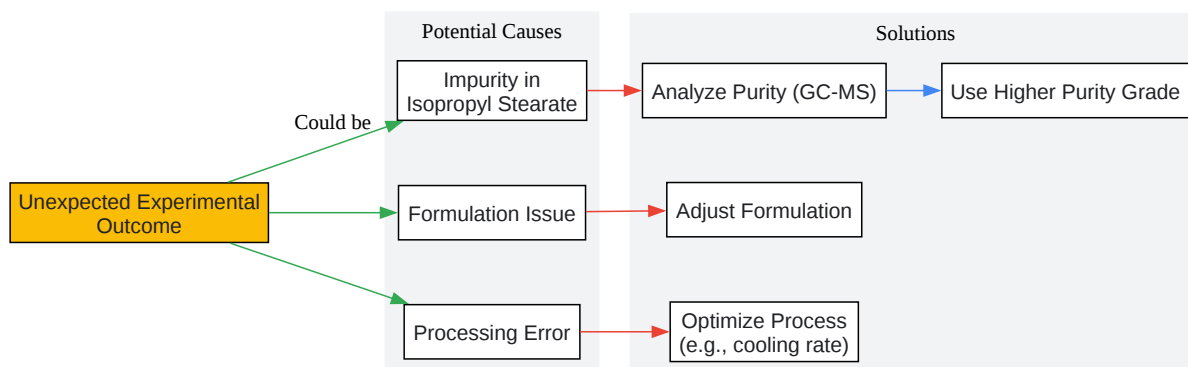 Potential Causes
Solutions
Impurity in
Isopropyl Stearate
Analyze Purity (GC-MS)
Use Higher Purity Grade
Could be
Unexpected Experimental
Outcome
Formulation Issue
Adjust Formulation
Processing Error
Optimize Process
(e.g., cooling rate)